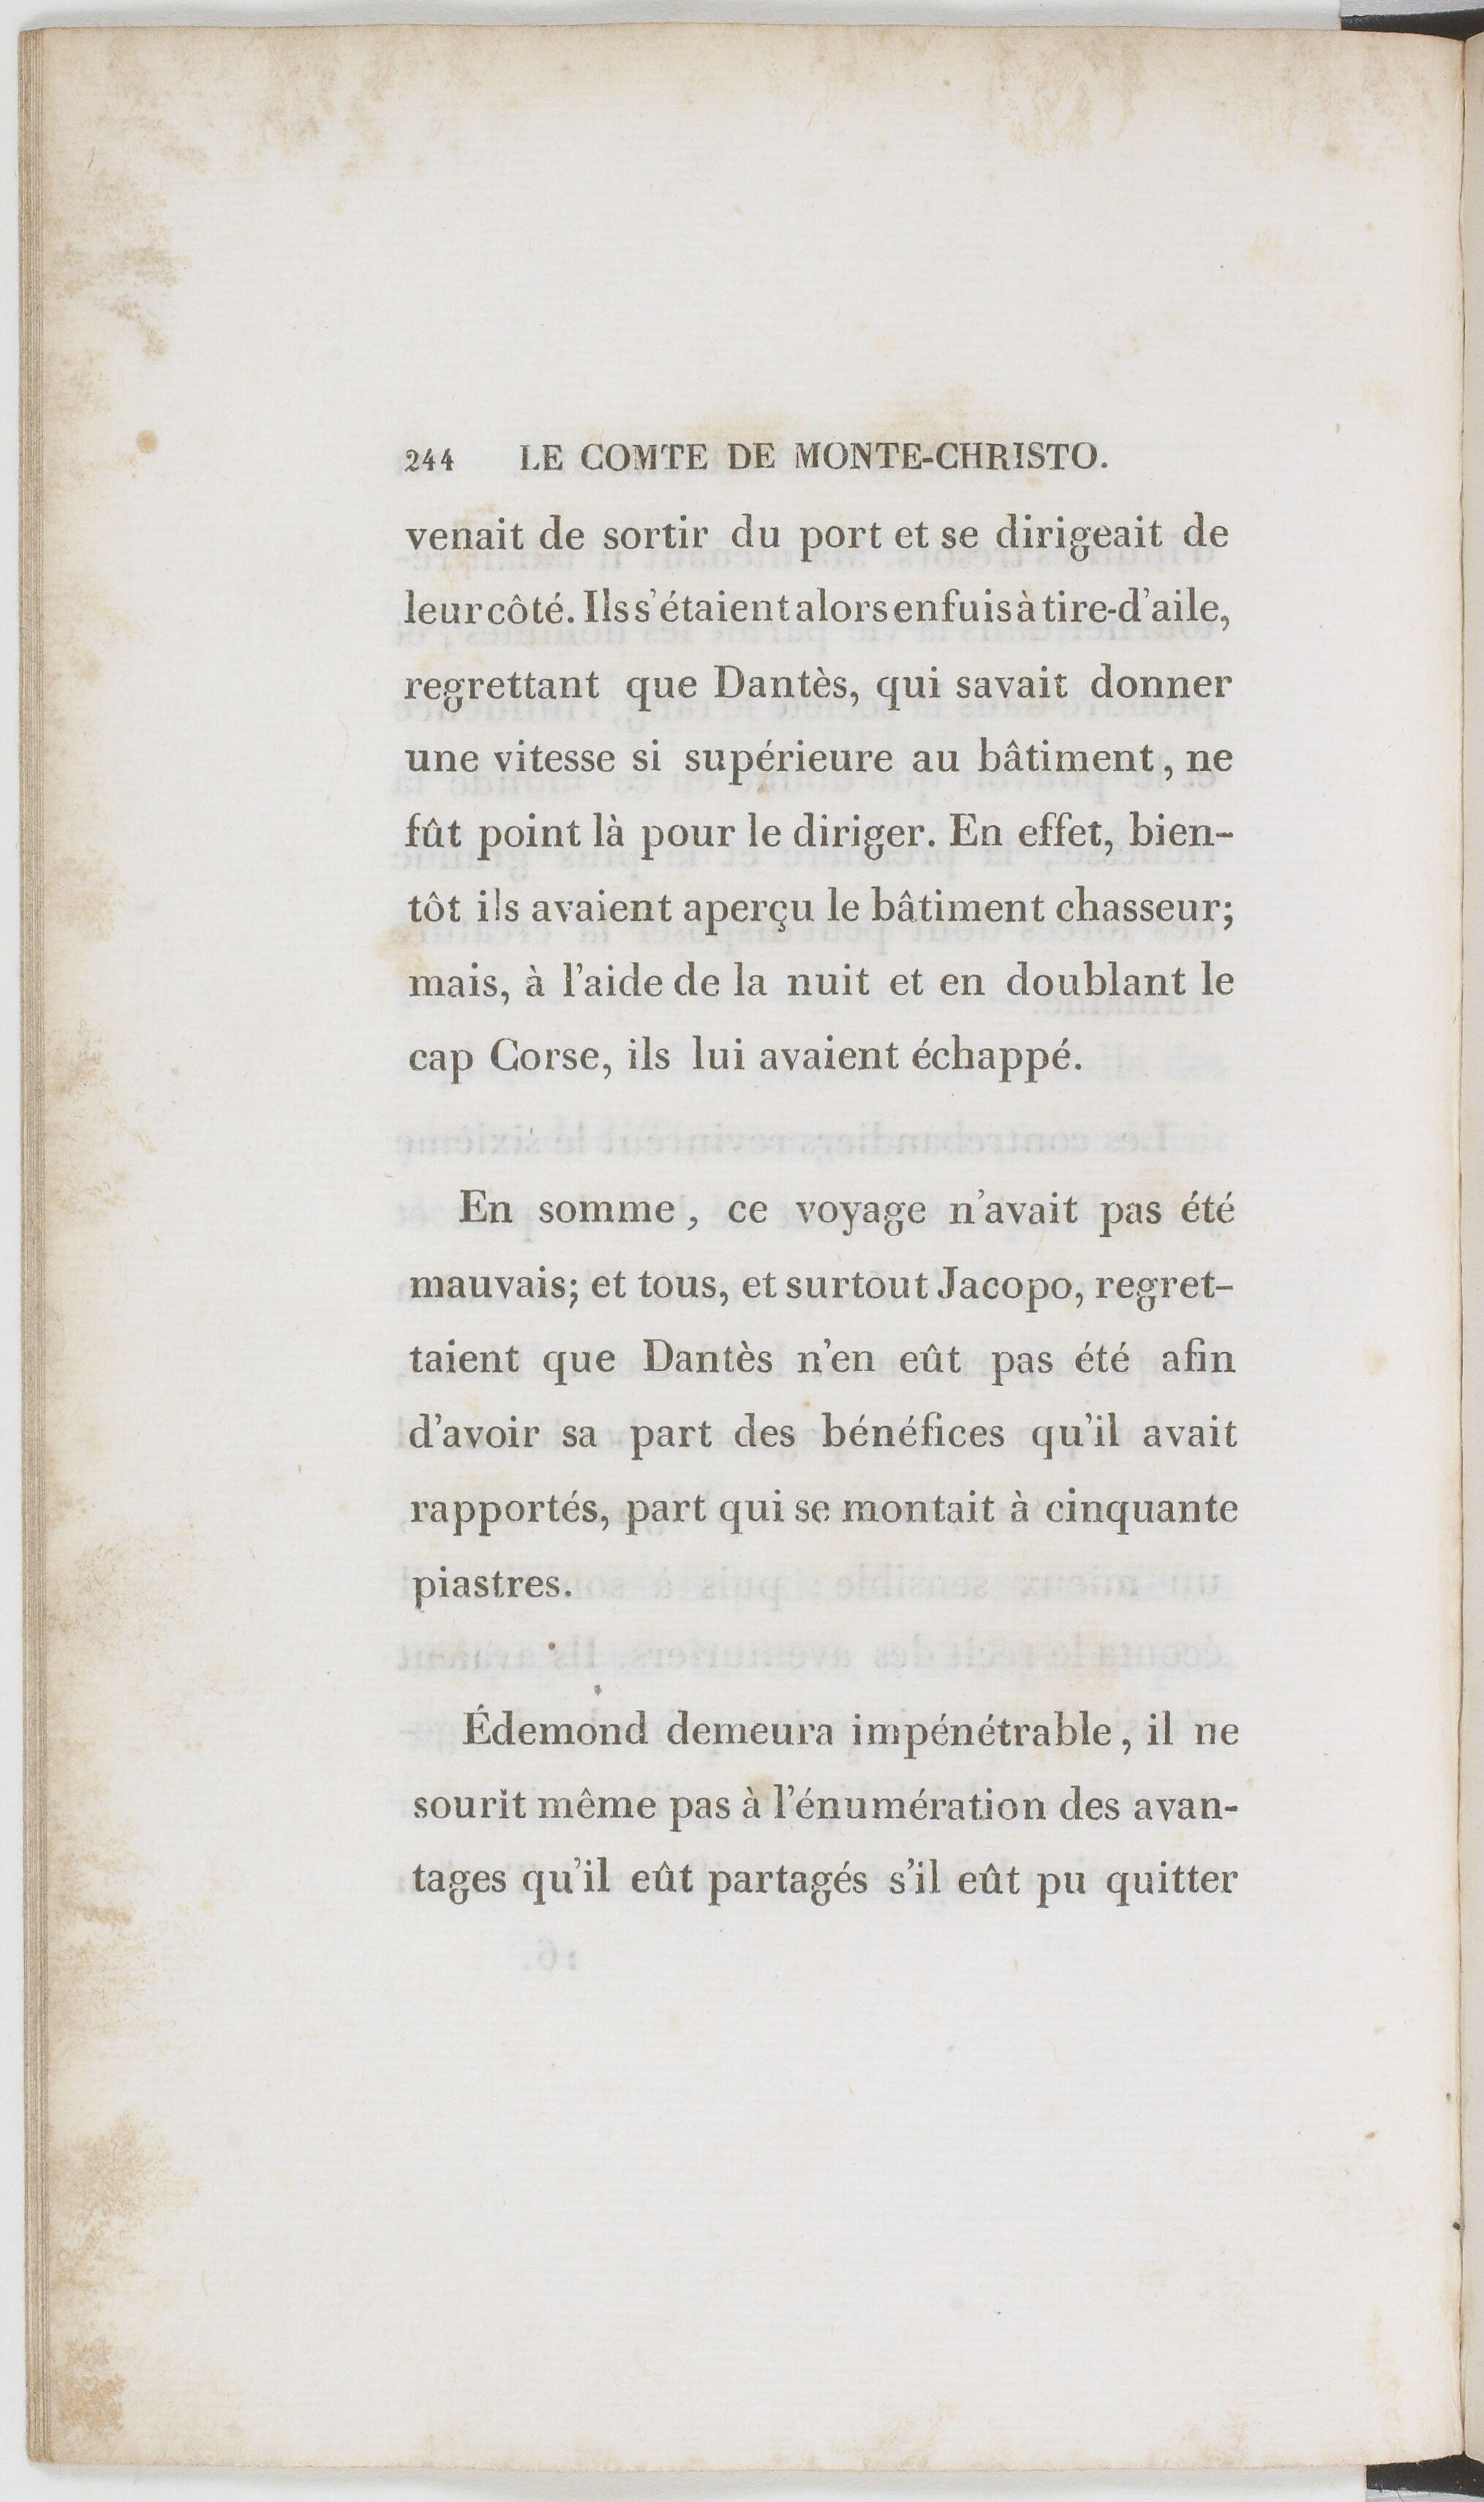 244 LE COMTE DE MONTE-CHRISTO.
venait de sortir du port et se dirigeait de
leur côté. Ils s'étaient alors enfuis à tire-d'aile,
regrettant que Dantès, qui savait donner
une vitesse si supérieure au bâtiment, ne
fût point là pour le diriger. En effet, bien-
tôt ils avaient aperçu le bâtiment chasseur;
mais, à l'aide de la nuit et en doublant le
cap Corse, ils lui avaient échappé.
En somme, ce voyage n'avait pas été
mauvais; et tous, et surtout Jacopo, regret-
taient que Dantès n'en eût pas été afin
d'avoir sa part des bénéfices qu'il avait
rapportés, part qui se montait à cinquante
piastres.
Édemond demeura impénétrable, il ne
sourit même pas à l'énumération des avan-
tages qu'il eût partagés s'il eût pu quitter